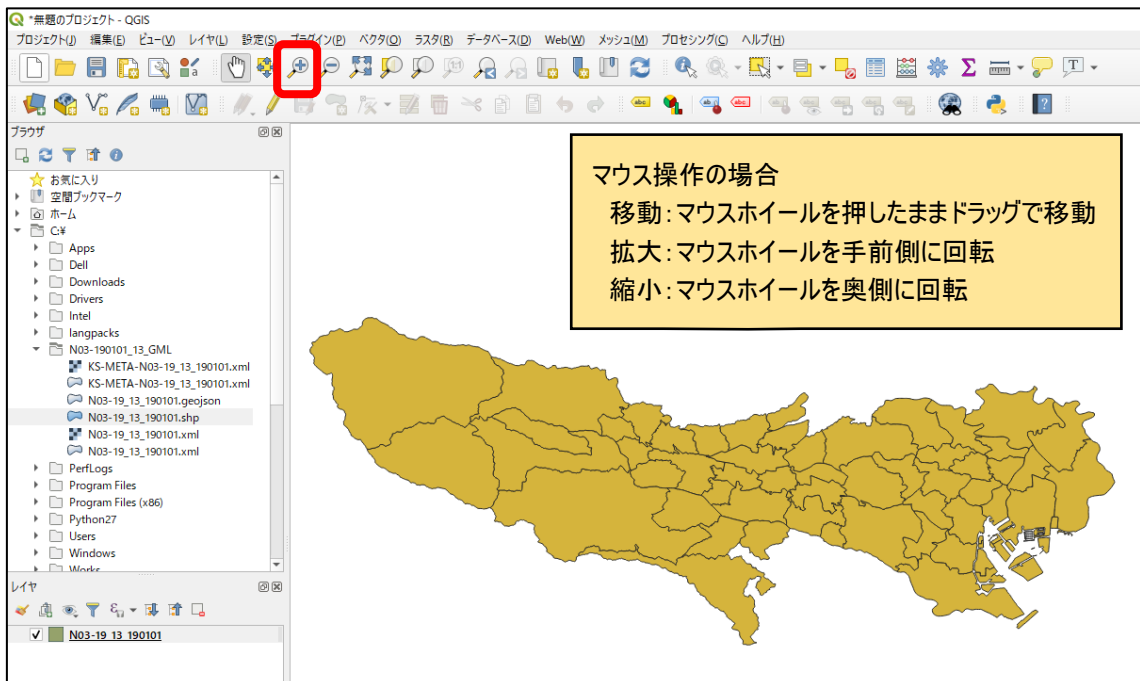 *無題のプロジェクト - QGIS
プロジェクト(J) 編集(E) ビュー(V) レイヤ(L) 設定(S) プラグイン(P) ベクタ(O) ラスタ(R) データベース(D) Web(W) メッシュ(M) プロセシング(C) ヘルプ(H)
ブラウザ
お気に入り
空間ブックマーク
ホーム
C:¥
Apps
Dell
Downloads
Drivers
Intel
langpacks
N03-190101_13_GML
KS-META-N03-19_13_190101.xml
KS-META-N03-19_13_190101.xml
N03-19_13_190101.geojson
N03-19_13_190101.shp
N03-19_13_190101.xml
N03-19_13_190101.xml
PerfLogs
Program Files
Program Files (x86)
Python27
Users
Windows
Works
レイヤ
N03-19_13_190101
マウス操作の場合
移動:マウスホイールを押したままドラッグで移動
拡大:マウスホイールを手前側に回転
縮小:マウスホイールを奥側に回転